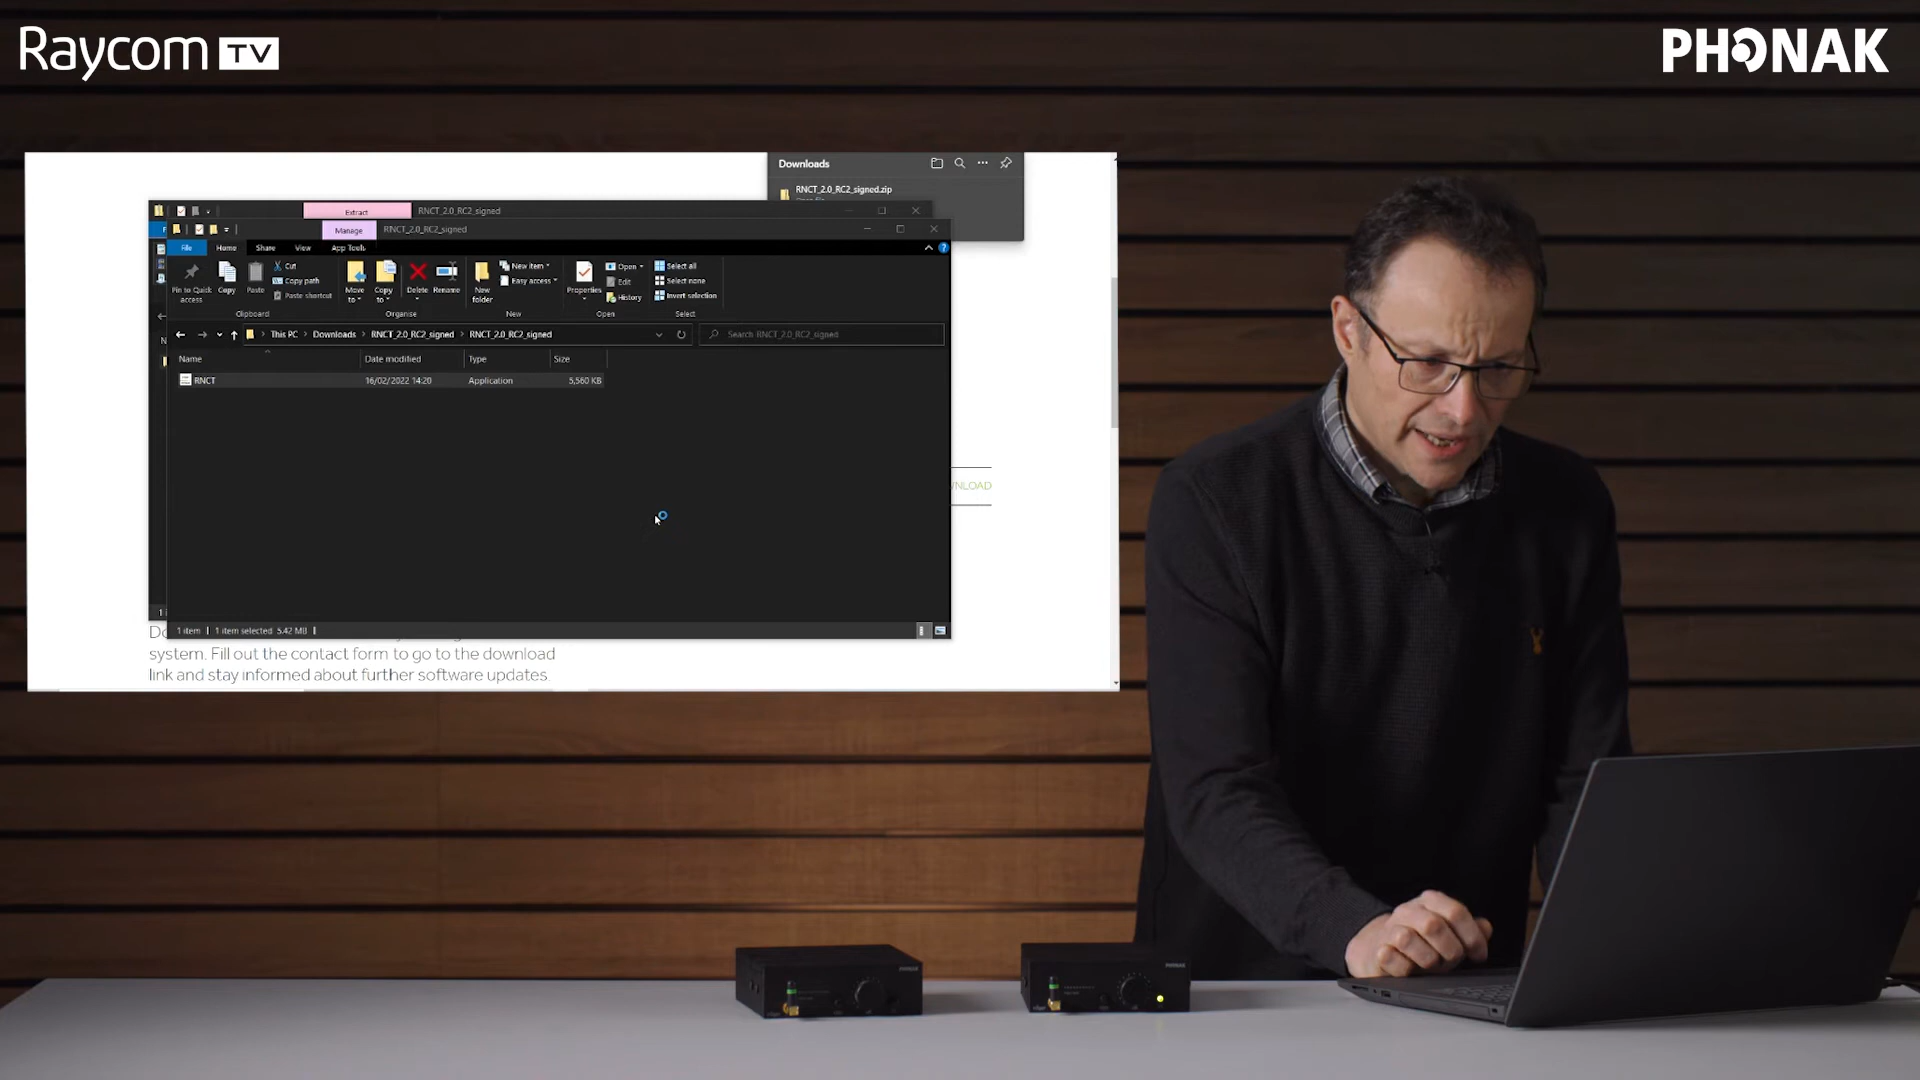 Raycom TV
PHONAK
Downloads
RNCT_2.0_RC2_signed.zip
Extract
RNCT_2.0_RC2_signed
Manage
RNCT_2.0_RC2_signed
File
Home
Share
View
App Tools
Pin to Quick access
Copy
Paste
Cut
Copy path
Paste shortcut
Clipboard
Move to
Copy to
Delete
Rename
Organise
New folder
New item
Easy access
New
Properties
Open
Edit
History
Open
Select all
Select none
Invert selection
Select
This PC > Downloads > RNCT_2.0_RC2_signed > RNCT_2.0_RC2_signed
Search RNCT_2.0_RC2_signed
Name
Date modified
Type
Size
RNCT
16/02/2022 14:20
Application
5,560 KB
1 item
1 item selected 5.42 MB
system. Fill out the contact form to go to the download
link and stay informed about further software updates.
PHONAK
PHONAK